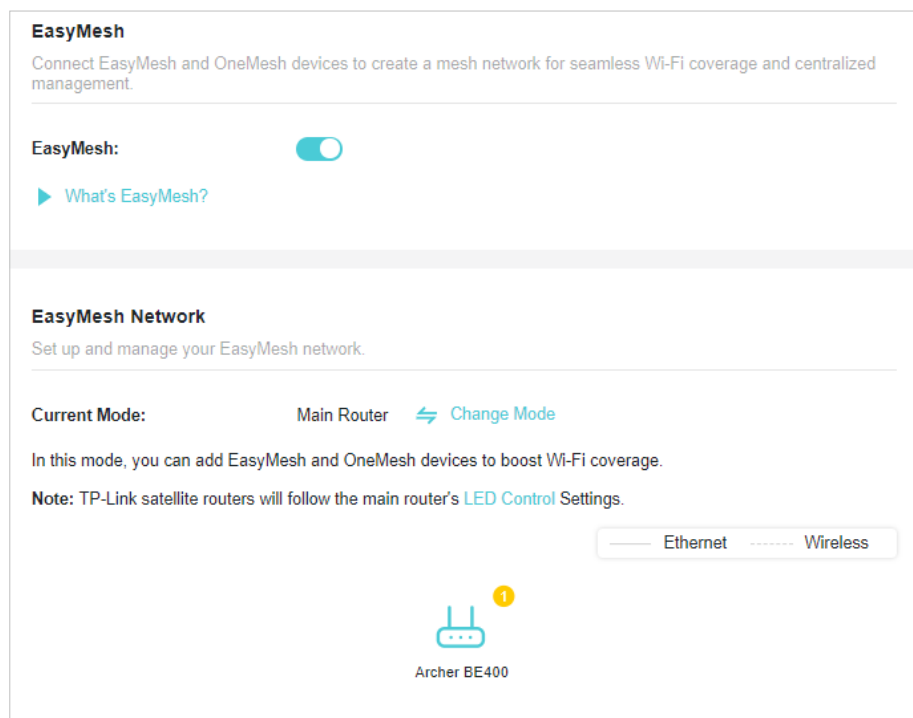 EasyMesh
Connect EasyMesh and OneMesh devices to create a mesh network for seamless Wi-Fi coverage and centralized
management.
EasyMesh:
What's EasyMesh?
EasyMesh Network
Set up and manage your EasyMesh network.
Current Mode: Main Router Change Mode
In this mode, you can add EasyMesh and OneMesh devices to boost Wi-Fi coverage.
Note: TP-Link satellite routers will follow the main router's LED Control Settings.
Ethernet Wireless
1
Archer BE400